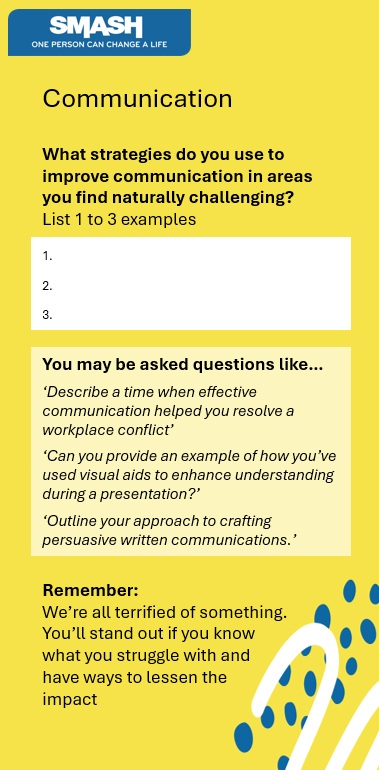 SMASH
ONE PERSON CAN CHANGE A LIFE
Communication
What strategies do you use to
improve communication in areas
you find naturally challenging?
List 1 to 3 examples
1.
2.
3.
You may be asked questions like...
‘Describe a time when effective
communication helped you resolve a
workplace conflict’
‘Can you provide an example of how you’ve
used visual aids to enhance understanding
during a presentation?’
‘Outline your approach to crafting
persuasive written communications.’
Remember:
We’re all terrified of something.
You’ll stand out if you know
what you struggle with and
have ways to lessen the
impact